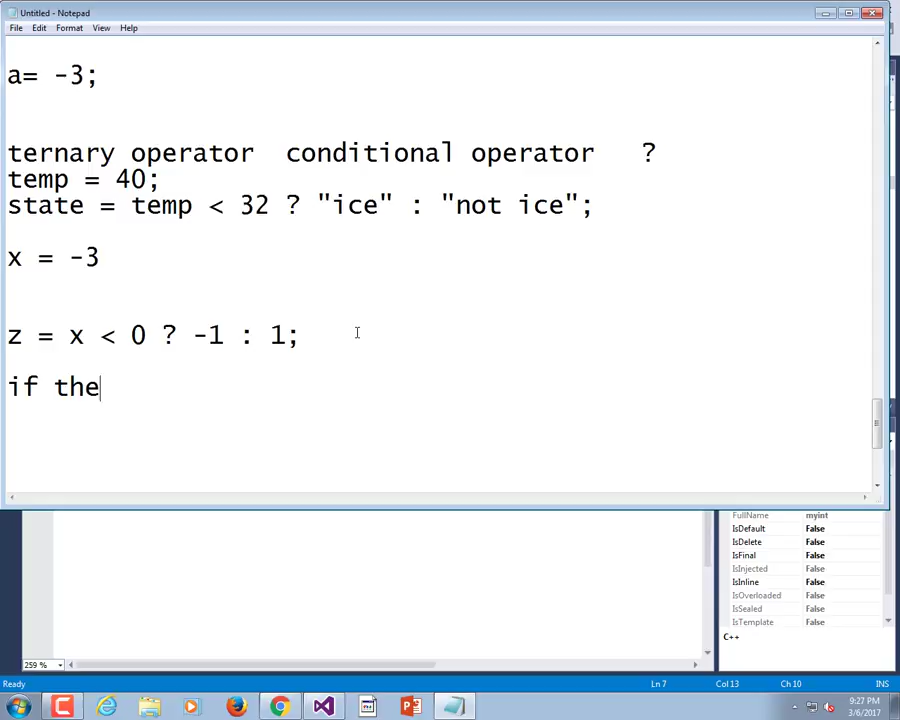 Untitled - Notepad
File Edit Format View Help
a= -3;
ternary operator  conditional operator   ?
temp = 40;
state = temp < 32 ? "ice" : "not ice";
x = -3
z = x < 0 ? -1 : 1;
if the
FullName myint
IsDefault False
IsDelete False
IsFinal False
IsInjected False
IsInline False
IsOverloaded False
IsSealed False
IsTemplate False
C++
259 %
Ready Ln 7 Col 13 Ch 10 INS
9:27 PM
3/6/2017